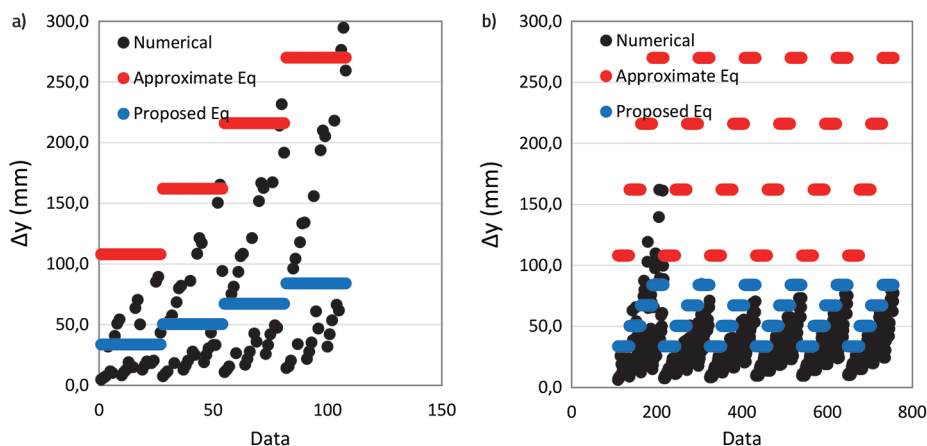 a)
Δy (mm)
300,0
250,0
200,0
150,0
100,0
50,0
0,0
Numerical
Approximate Eq
Proposed Eq
0
50
100
150
Data
b)
Δy (mm)
300,0
250,0
200,0
150,0
100,0
50,0
0,0
Numerical
Approximate Eq
Proposed Eq
0
200
400
600
800
Data